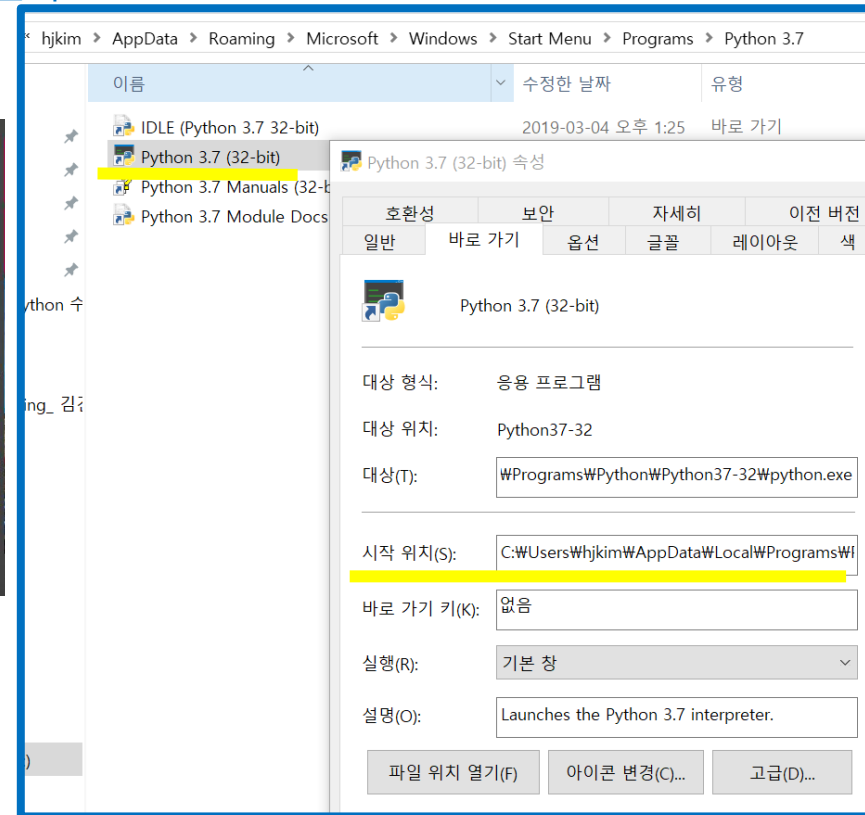 hjkim > AppData > Roaming > Microsoft > Windows > Start Menu > Programs > Python 3.7
이름 수정한 날짜 유형
IDLE (Python 3.7 32-bit) 2019-03-04 오후 1:25 바로 가기
Python 3.7 (32-bit)
Python 3.7 Manuals (32-b
Python 3.7 Module Docs
ython 수
ing_
Python 3.7 (32-bit) 속성
호환성 보안 자세히 이전 버전
일반 바로 가기 옵션 글꼴 레이아웃 색
Python 3.7 (32-bit)
대상 형식: 응용 프로그램
대상 위치: Python37-32
대상(T): ₩Programs₩Python₩Python37-32₩python.exe
시작 위치(S): C:₩Users₩hjkim₩AppData₩Local₩Programs₩
바로 가기 키(K): 없음
실행(R): 기본 창
설명(O): Launches the Python 3.7 interpreter.
파일 위치 열기(F) 아이콘 변경(C)... 고급(D)...